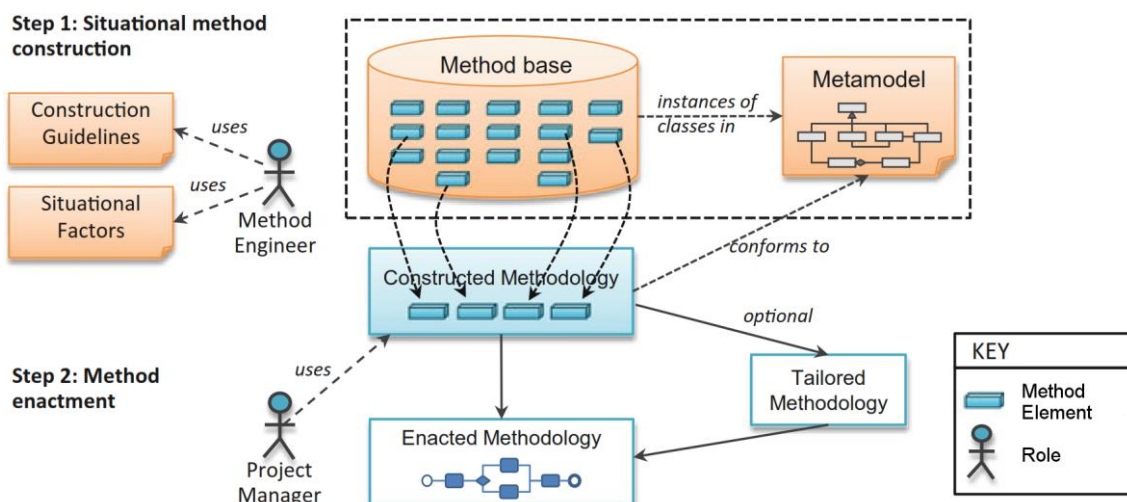 Step 1: Situational method
construction
Construction
Guidelines
uses
Situational
Factors
uses
Method
Engineer
Method base
instances of
classes in
Metamodel
conforms to
Constructed Methodology
optional
Tailored
Methodology
Step 2: Method
enactment
uses
Project
Manager
Enacted Methodology
KEY
Method
Element
Role